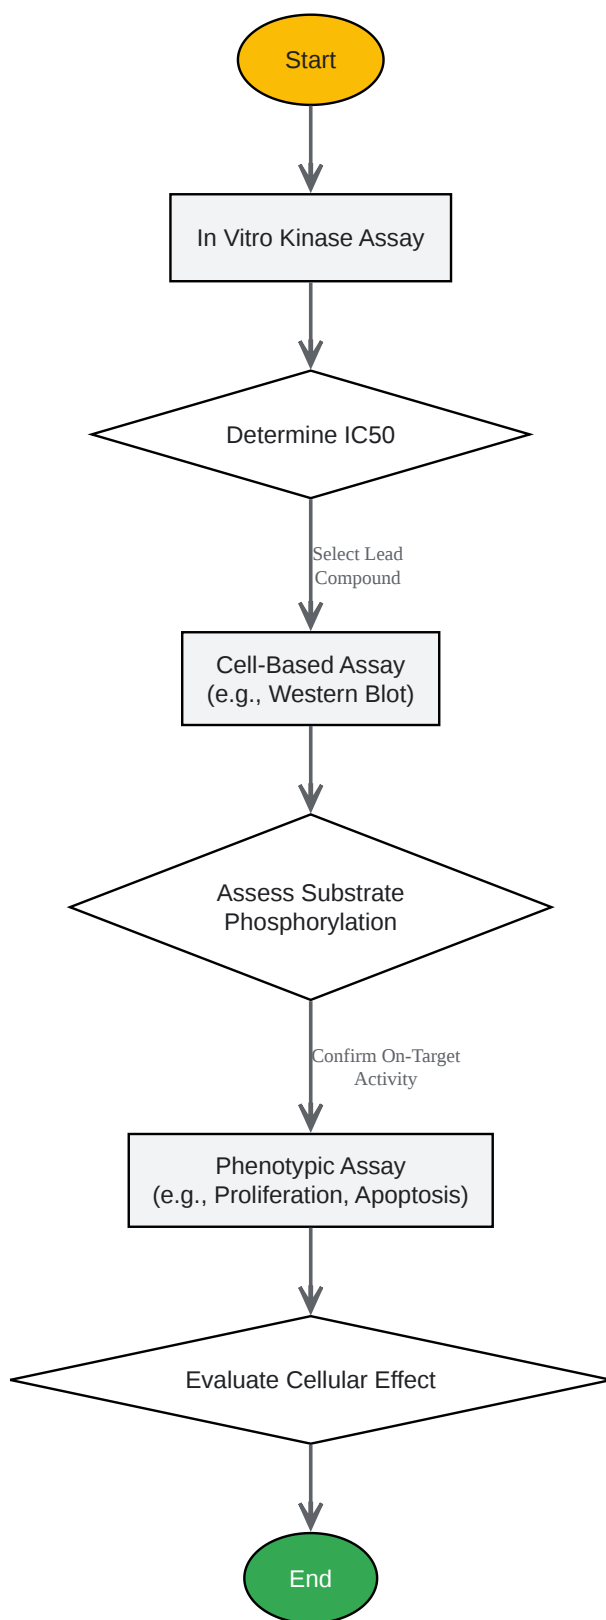 Start
In Vitro Kinase Assay
Determine IC50
Select Lead
Compound
Cell-Based Assay
(e.g., Western Blot)
Assess Substrate
Phosphorylation
Confirm On-Target
Activity
Phenotypic Assay
(e.g., Proliferation, Apoptosis)
Evaluate Cellular Effect
End